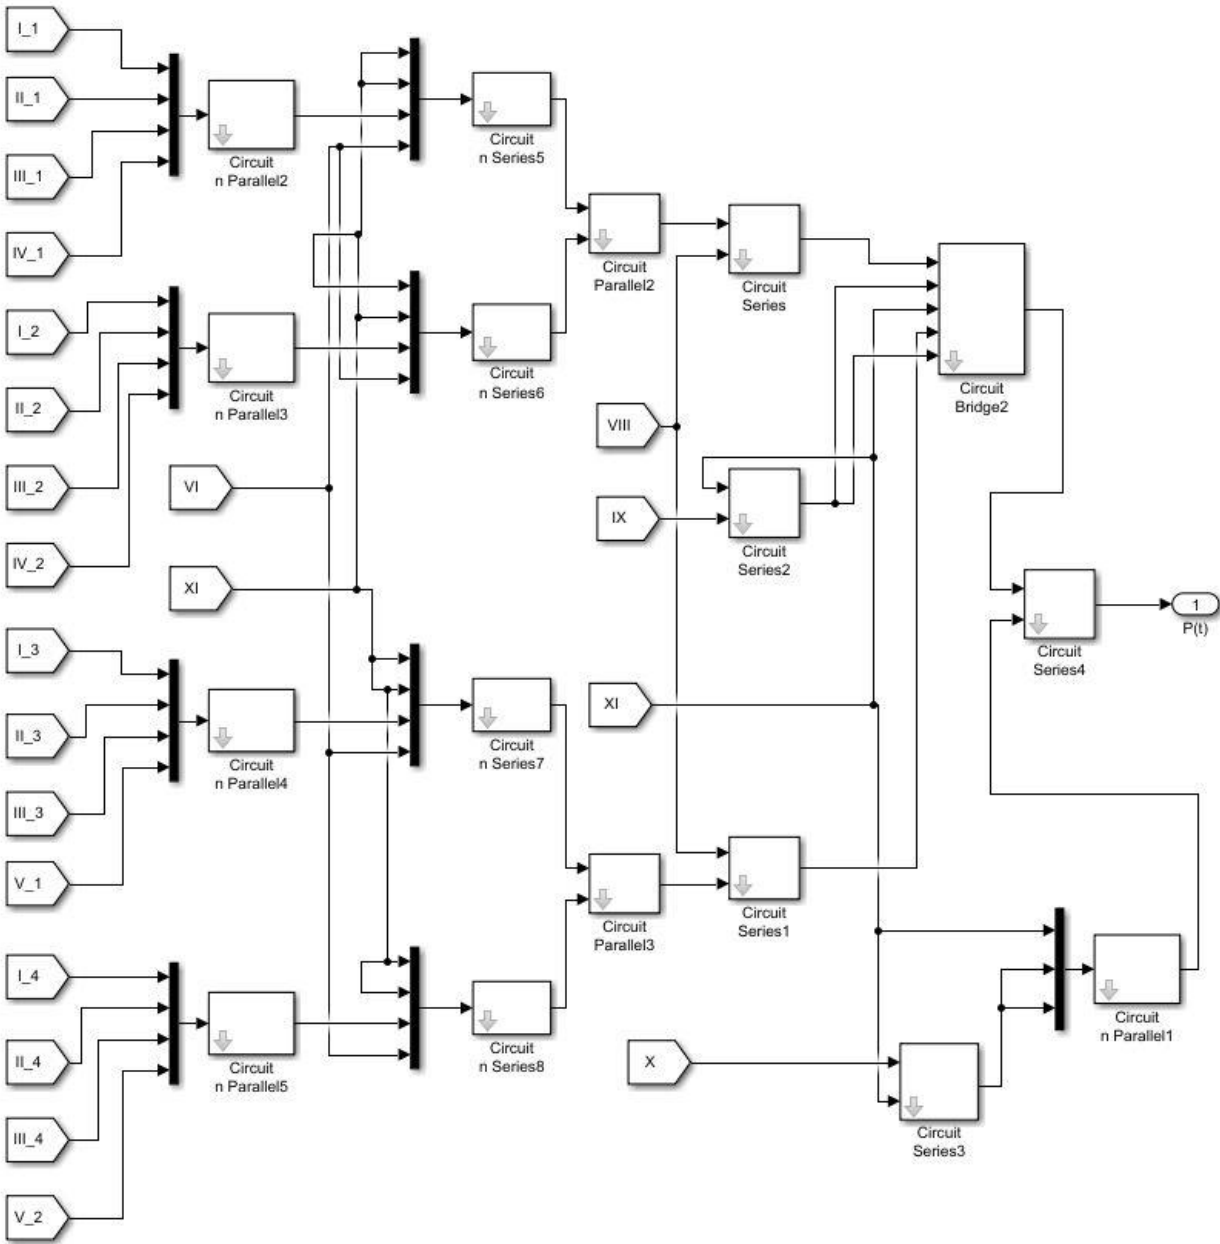 I_1
II_1
III_1
IV_1
Circuit
n Parallel2
I_2
II_2
III_2
IV_2
Circuit
n Parallel3
VI
XI
I_3
II_3
III_3
V_1
Circuit
n Parallel4
I_4
II_4
III_4
V_2
Circuit
n Parallel5
Circuit
n Series5
Circuit
n Series6
Circuit
n Series7
Circuit
n Series8
Circuit
Parallel2
Circuit
Parallel3
VIII
IX
XI
X
Circuit
Series
Circuit
Series2
Circuit
Series1
Circuit
Bridge2
Circuit
Series3
Circuit
n Parallel1
Circuit
Series4
1
P(t)